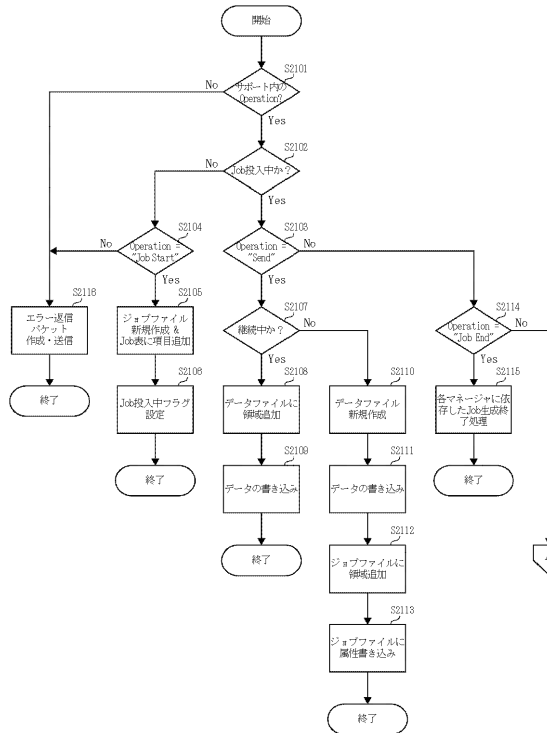 開始
S2101
サポート内の
Operation?
No
Yes
S2102
Job投入中か？
No
Yes
S2104
Operation =
"Job Start"
No
Yes
S2103
Operation =
"Send"
No
Yes
S2116
エラー返信
パケット
作成・送信
終了
S2105
ジョブファイル
新規作成 &
Job表に項目追加
S2106
Job投入中フラグ
設定
終了
S2107
継続中か？
No
Yes
S2108
データファイルに
領域追加
S2109
データの書き込み
終了
S2110
データファイル
新規作成
S2111
データの書き込み
S2112
ジョブファイルに
領域追加
S2113
ジョブファイルに
属性書き込み
終了
S2114
Operation =
"Job End"
No
Yes
S2115
各マネージャに依
存したJob生成終
了処理
終了